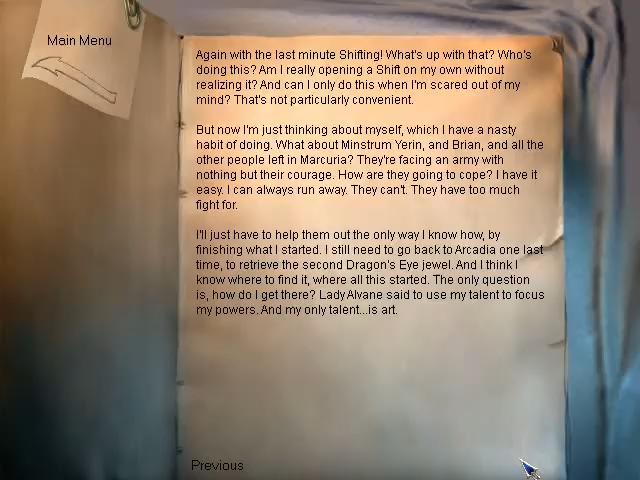 Main Menu
Again with the last minute Shifting! What's up with that? Who's
doing this? Am I really opening a Shift on my own without
realizing it? And can I only do this when I'm scared out of my
mind? That's not particularly convenient.
But now I'm just thinking about myself, which I have a nasty
habit of doing. What about Minstrum Yerin, and Brian, and all the
other people left in Marcuria? They're facing an army with
nothing but their courage. How are they going to cope? I have it
easy. I can always run away. They can't. They have too much
fight for.
I'll just have to help them out the only way I know how, by
finishing what I started. I still need to go back to Arcadia one last
time, to retrieve the second Dragon's Eye jewel. And I think I
know where to find it, where all this started. The only question
is, how do I get there? Lady Alvane said to use my talent to focus
my powers. And my only talent...is art.
Previous